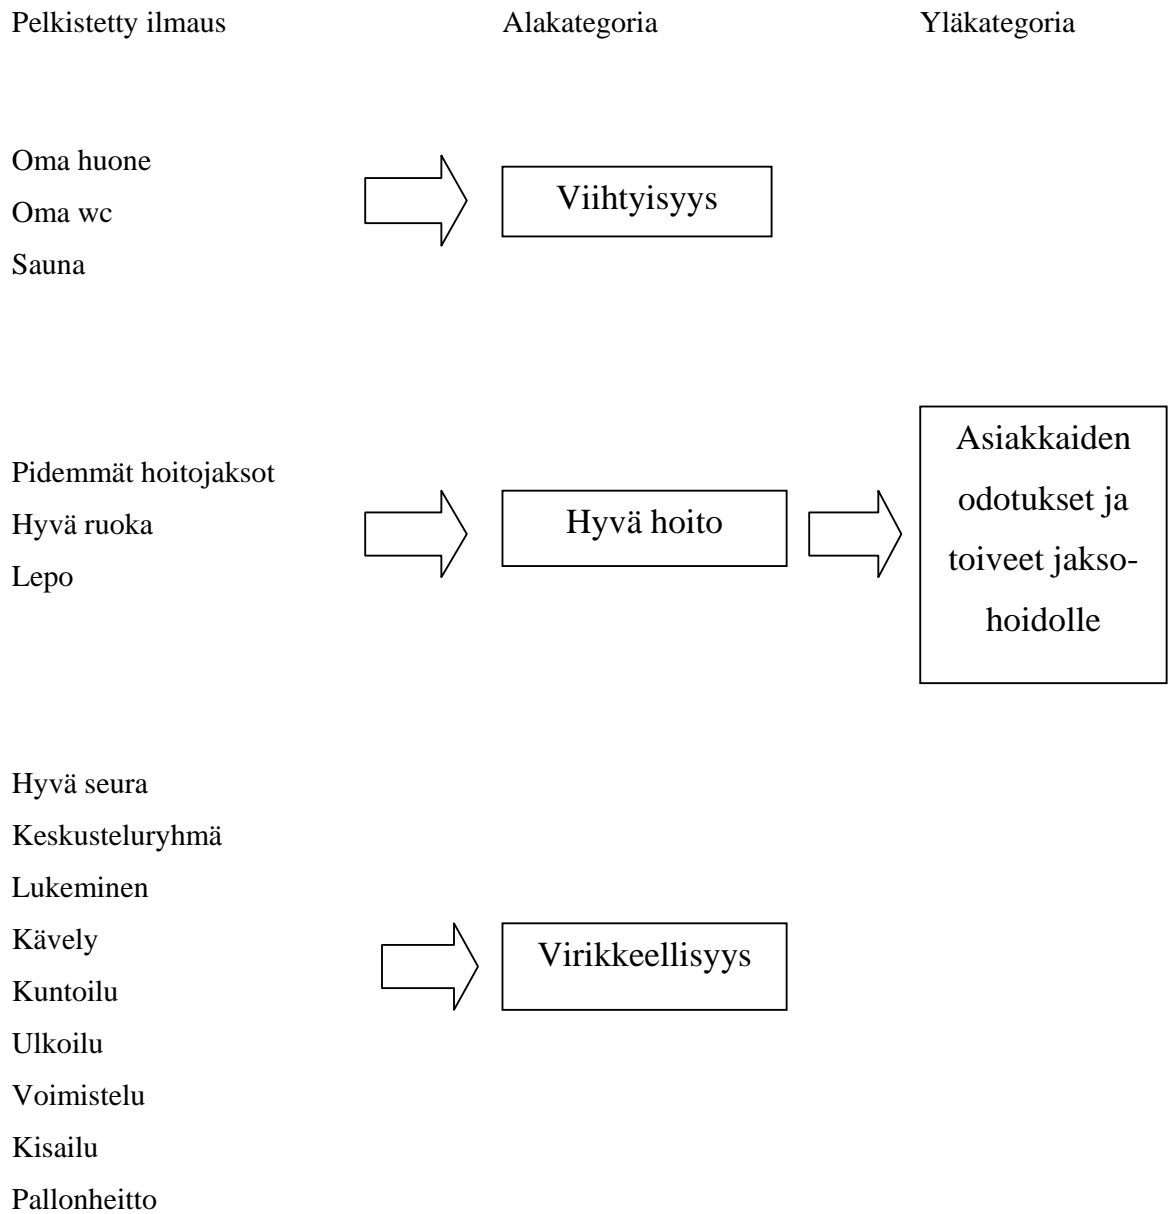 Pelkistetty ilmaus Alakategoria Yläkategoria
Oma huone
Oma wc
Sauna
Viihtyisyys
Pidemmät hoitojaksot
Hyvä ruoka
Lepo
Hyvä hoito
Asiakkaiden
odotukset ja
toiveet jakso-
hoidolle
Hyvä seura
Keskusteluryhmä
Lukeminen
Kävely
Kuntoilu
Ulkoilu
Voimistelu
Kisailu
Pallonheitto
Virikkeellisyys